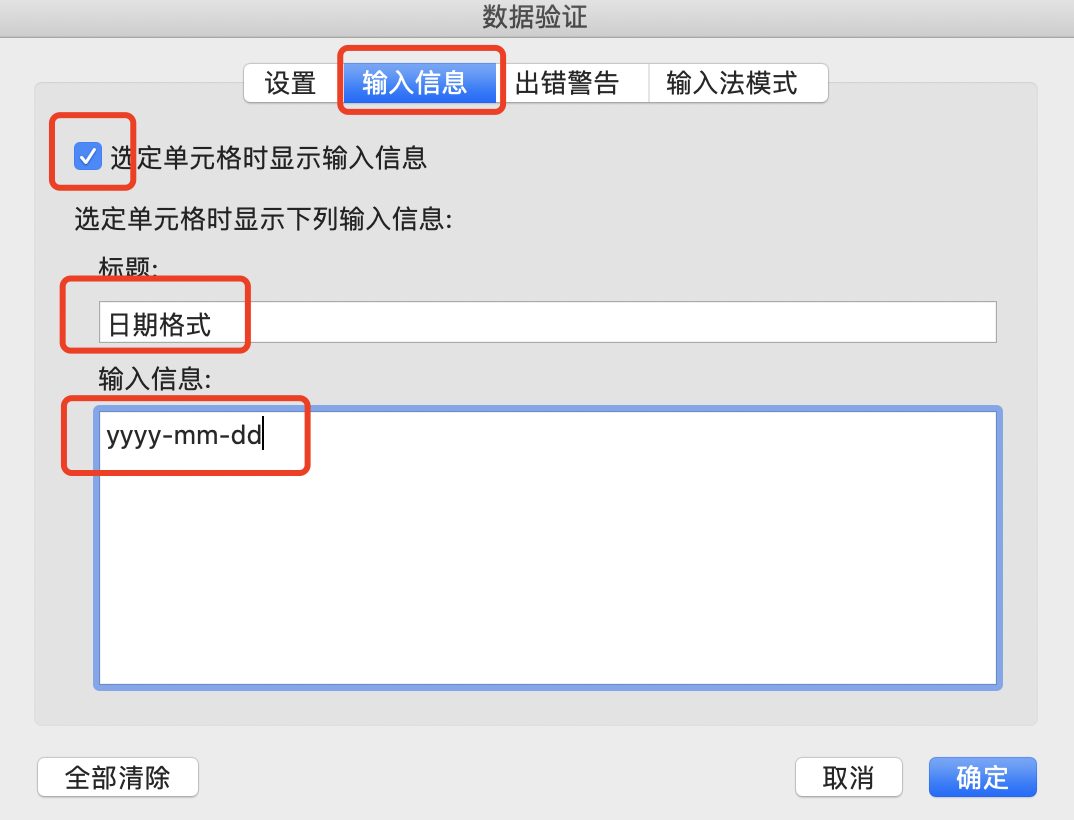 数据验证
设置 输入信息 出错警告 输入法模式
选定单元格时显示输入信息
选定单元格时显示下列输入信息:
标题:
日期格式
输入信息:
yyyy-mm-dd
全部清除 取消 确定